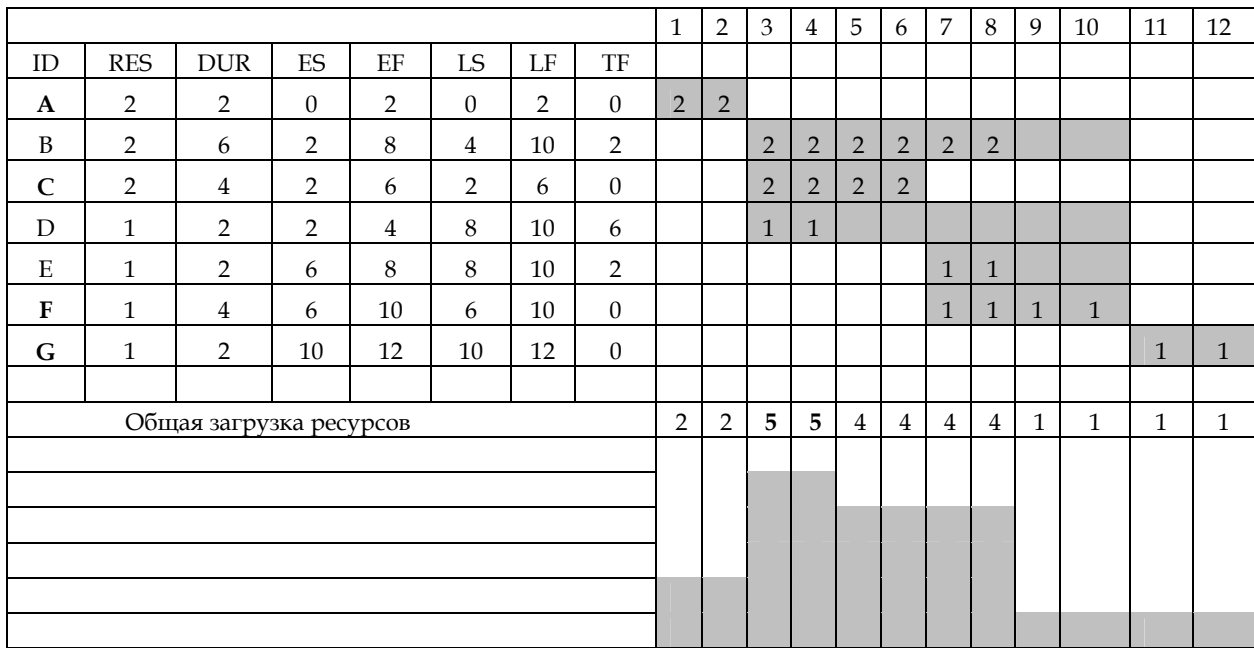 1 2 3 4 5 6 7 8 9 10 11 12
ID RES DUR ES EF LS LF TF
A 2 2 0 2 0 2 0 2 2
B 2 6 2 8 4 10 2 2 2 2 2 2 2
C 2 4 2 6 2 6 0 2 2 2 2
D 1 2 2 4 8 10 6 1 1
E 1 2 6 8 8 10 2 1 1
F 1 4 6 10 6 10 0 1 1 1 1
G 1 2 10 12 10 12 0 1 1
Общая загрузка ресурсов 2 2 5 5 4 4 4 4 1 1 1 1